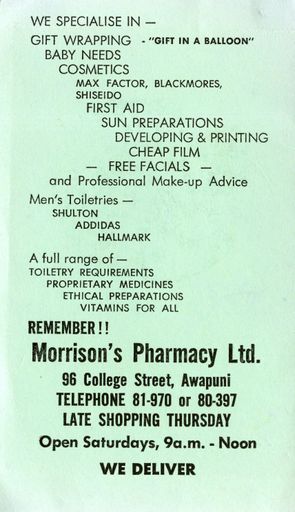 WE SPECIALISE IN —
GIFT WRAPPING - "GIFT IN A BALLOON"
BABY NEEDS
COSMETICS
MAX FACTOR, BLACKMORES,
SHISEIDO
FIRST AID
SUN PREPARATIONS
DEVELOPING & PRINTING
CHEAP FILM
— FREE FACIALS —
and Professional Make-up Advice
Men's Toiletries —
SHULTON
ADDIDAS
HALLMARK
A full range of —
TOILETRY REQUIREMENTS
PROPRIETARY MEDICINES
ETHICAL PREPARATIONS
VITAMINS FOR ALL
REMEMBER!!
Morrison's Pharmacy Ltd.
96 College Street, Awapuni
TELEPHONE 81-970 or 80-397
LATE SHOPPING THURSDAY
Open Saturdays, 9a.m. - Noon
WE DELIVER